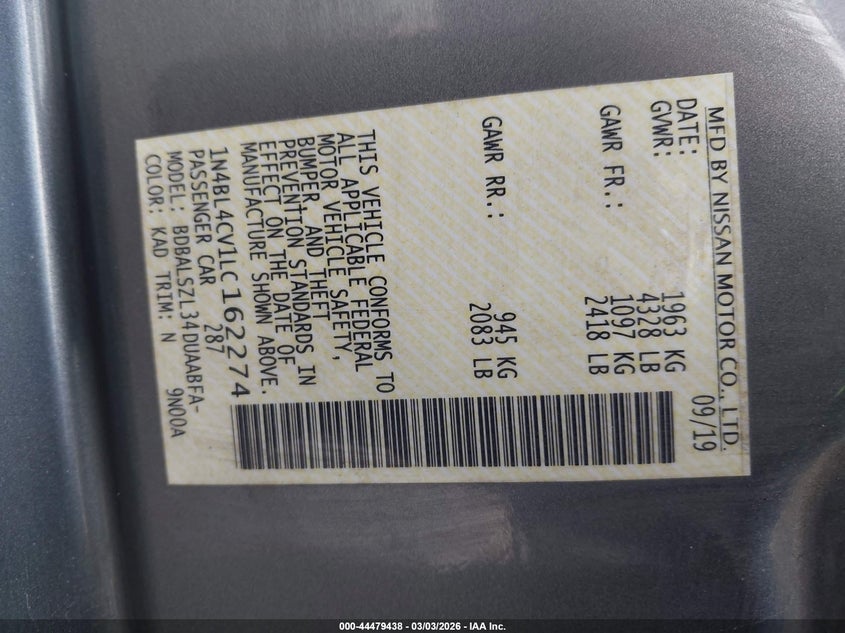 MFD BY NISSAN MOTOR CO., LTD.
DATE: 09/19
GVWR: 1963 KG
4328 LB
GAWR FR.: 1097 KG
2418 LB
GAWR RR.: 945 KG
2083 LB
THIS VEHICLE CONFORMS TO
ALL APPLICABLE FEDERAL
MOTOR VEHICLE SAFETY,
BUMPER, AND THEFT
PREVENTION STANDARDS IN
EFFECT ON THE DATE OF
MANUFACTURE SHOWN ABOVE.
1N4BL4CV1LC162274
PASSENGER CAR 287
MODEL: BDBALSZL34DUAABFA-
9N00A
COLOR: KAD TRIM: N
000-44479438 - 03/03/2026 - IAA Inc.